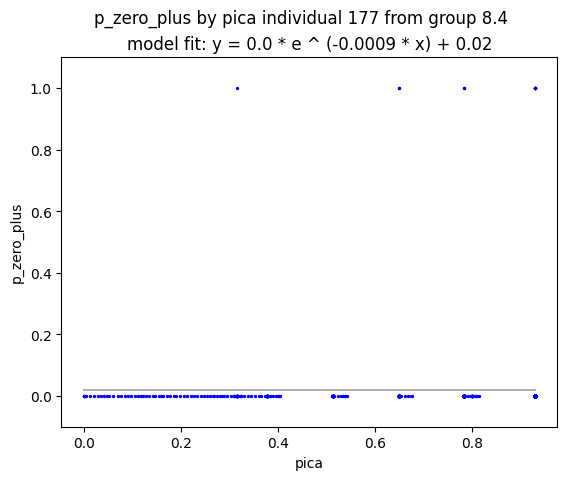 p_zero_plus by pica individual 177 from group 8.4
model fit: y = 0.0 * e ^ (-0.0009 * x) + 0.02
1.0
0.8
0.6
0.4
0.2
0.0
p_zero_plus
0.0 0.2 0.4 0.6 0.8
pica